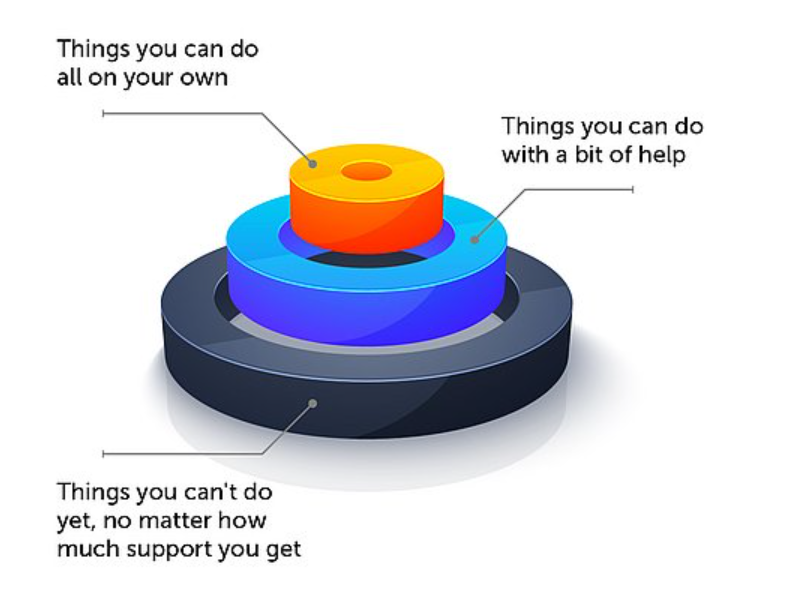 Things you can do
all on your own
Things you can do
with a bit of help
Things you can't do
yet, no matter how
much support you get